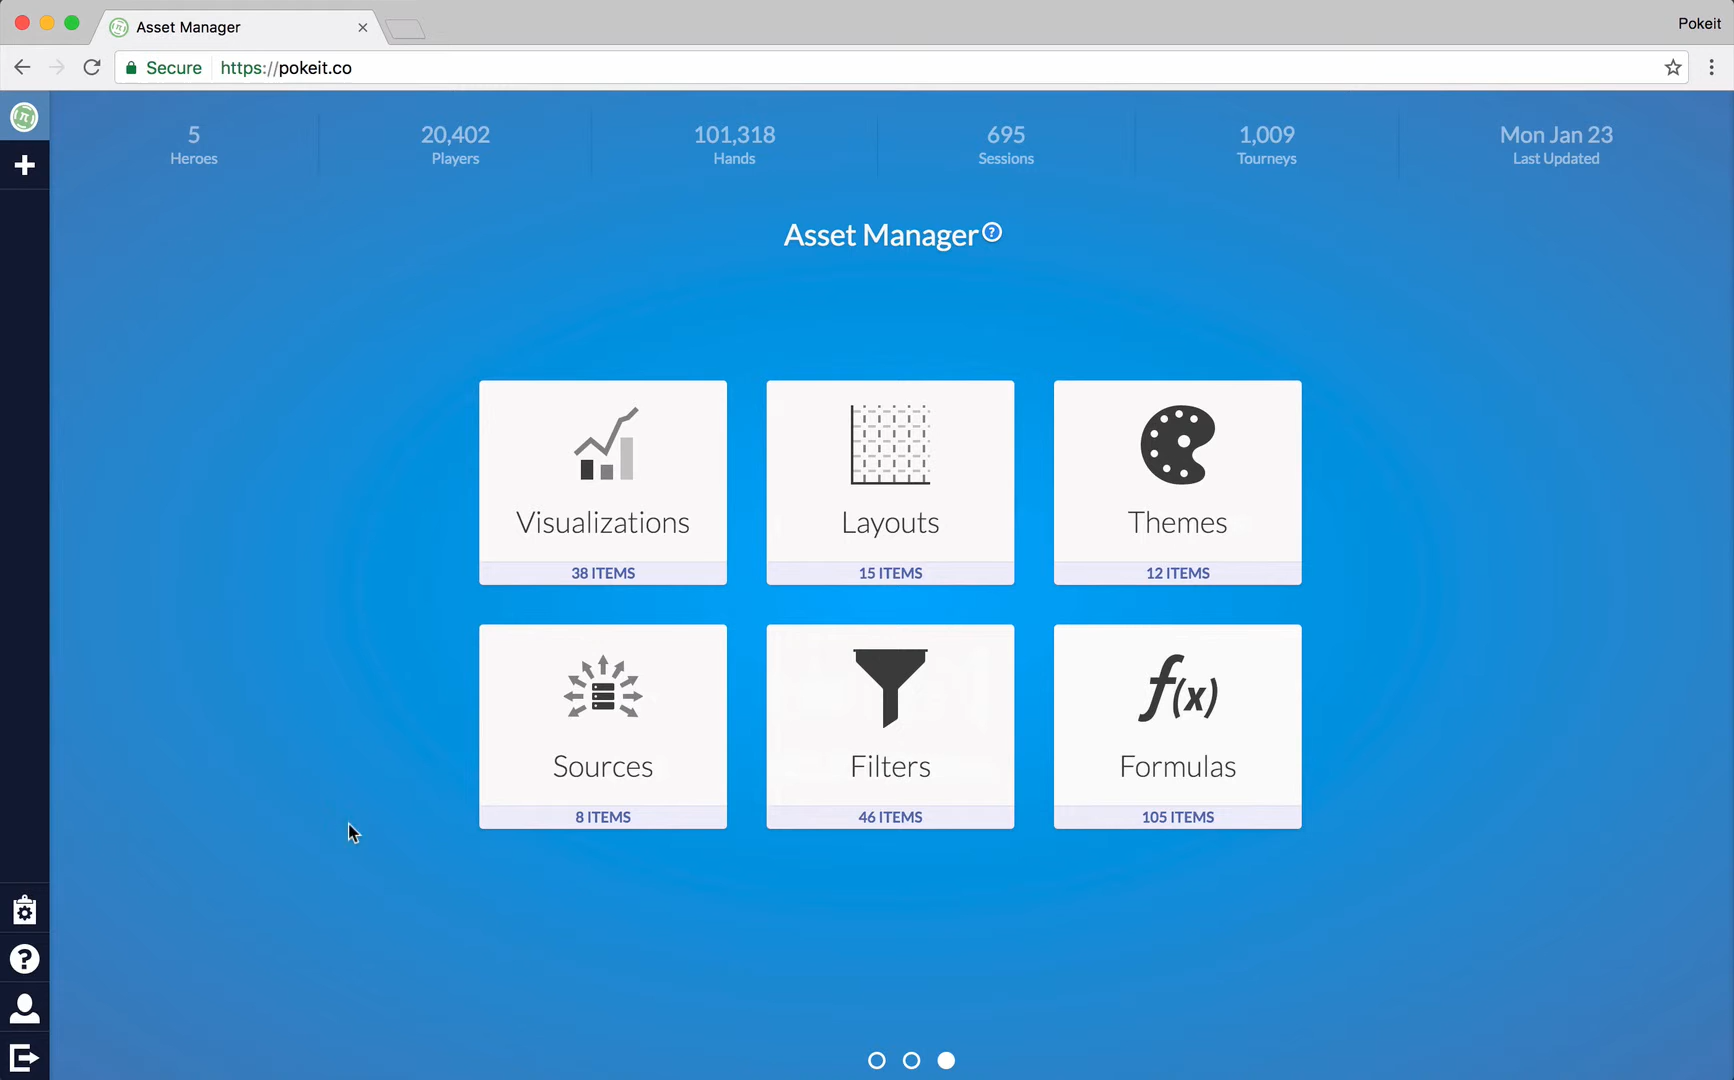 Asset Manager
Pokeit
Secure
https://pokeit.co
5
Heroes
20,402
Players
101,318
Hands
695
Sessions
1,009
Tourneys
Mon Jan 23
Last Updated
Asset Manager ?
Visualizations
38 ITEMS
Layouts
15 ITEMS
Themes
12 ITEMS
Sources
8 ITEMS
Filters
46 ITEMS
f(x)
Formulas
105 ITEMS